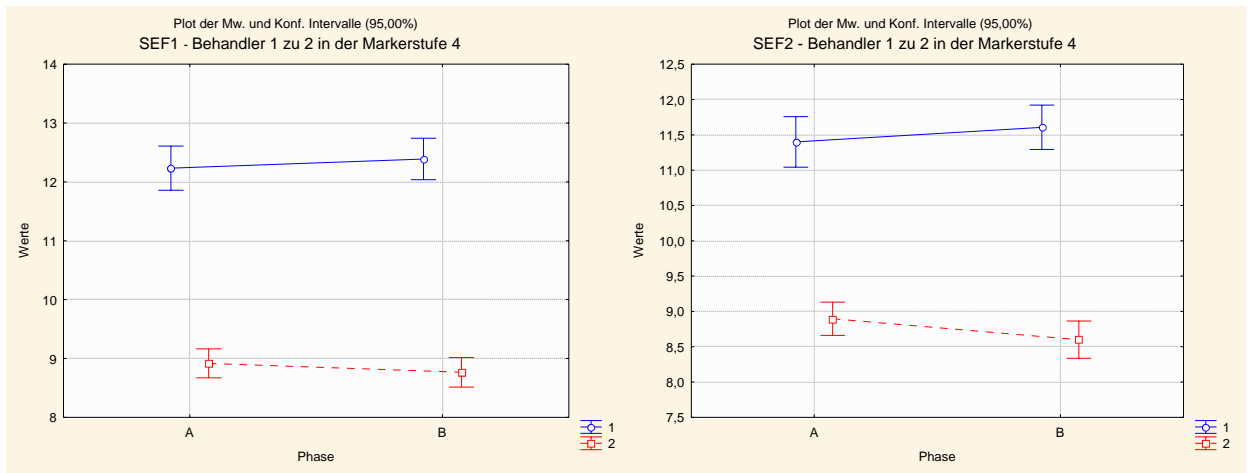 Plot der Mw. und Konf. Intervalle (95,00%)
SEF1 - Behandler 1 zu 2 in der Markerstufe 4
14
13
12
11
10
9
8
Werte
A
B
Phase
1
2
Plot der Mw. und Konf. Intervalle (95,00%)
SEF2 - Behandler 1 zu 2 in der Markerstufe 4
12,5
12,0
11,5
11,0
10,5
10,0
9,5
9,0
8,5
8,0
7,5
Werte
A
B
Phase
1
2